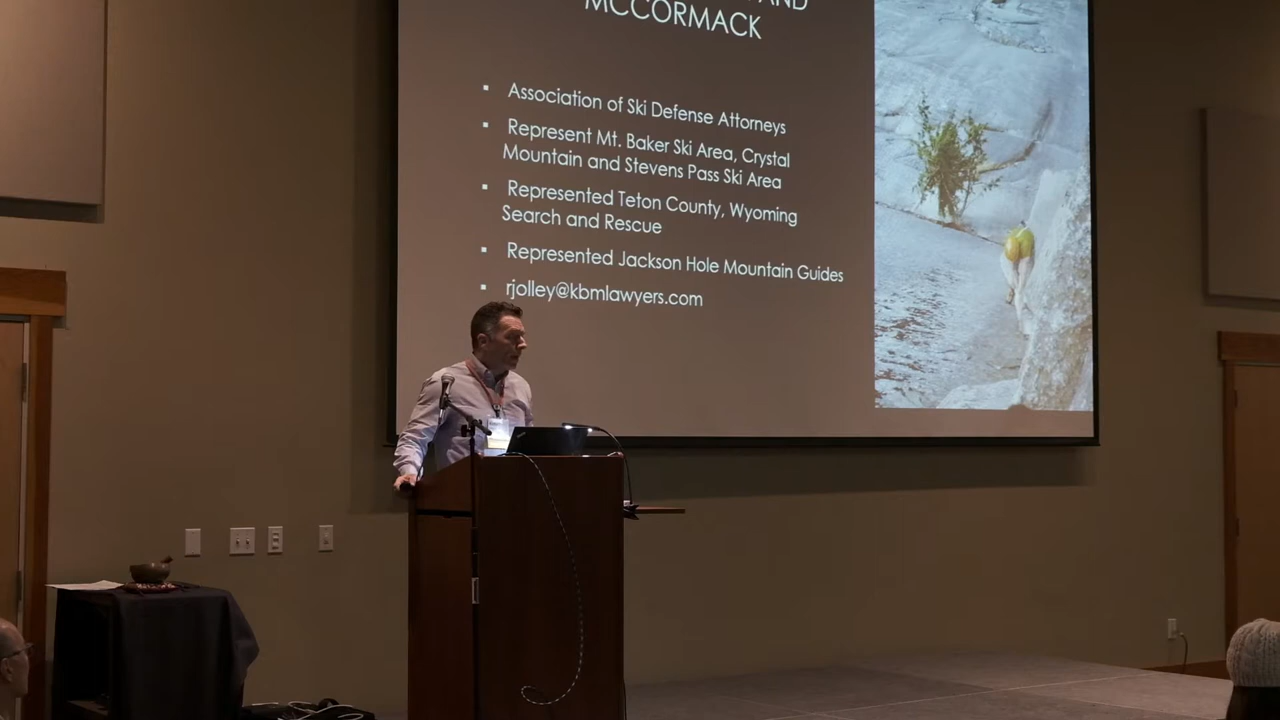 AND
MCCORMACK
▪ Association of Ski Defense Attorneys
▪ Represent Mt. Baker Ski Area, Crystal
Mountain and Stevens Pass Ski Area
▪ Represented Teton County, Wyoming
Search and Rescue
▪ Represented Jackson Hole Mountain Guides
▪ rjolley@kbmlawyers.com